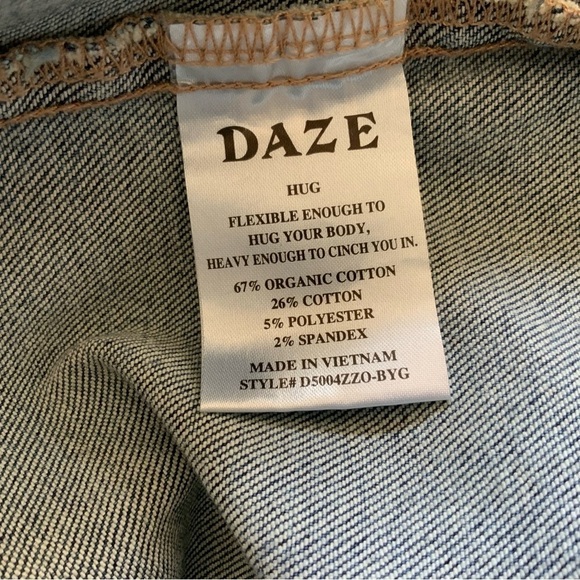 DAZE
HUG
FLEXIBLE ENOUGH TO
HUG YOUR BODY,
HEAVY ENOUGH TO CINCH YOU IN.
67% ORGANIC COTTON
26% COTTON
5% POLYESTER
2% SPANDEX
MADE IN VIETNAM
STYLE# D5004ZZO-BYG